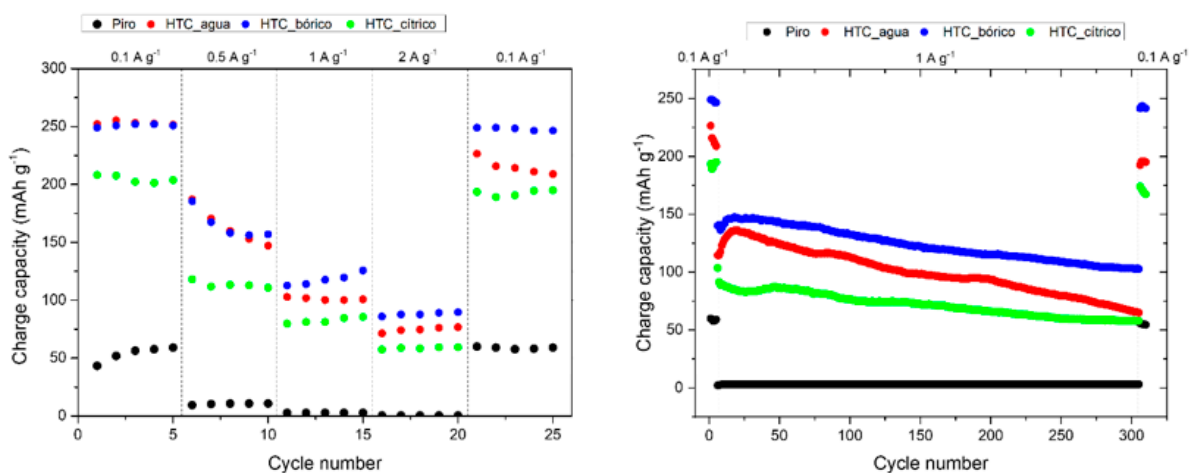 Piro HTC_agua HTC_bórico HTC_cítrico
0.1 A g⁻¹ 0.5 A g⁻¹ 1 A g⁻¹ 2 A g⁻¹ 0.1 A g⁻¹
300
250
200
150
100
50
0
Charge capacity (mAh g⁻¹)
0 5 10 15 20 25
Cycle number
Piro HTC_agua HTC_bórico HTC_cítrico
0.1 A g⁻¹ 1 A g⁻¹ 0.1 A g⁻¹
250
200
150
100
50
0
Charge capacity (mAh g⁻¹)
0 50 100 150 200 250 300
Cycle number